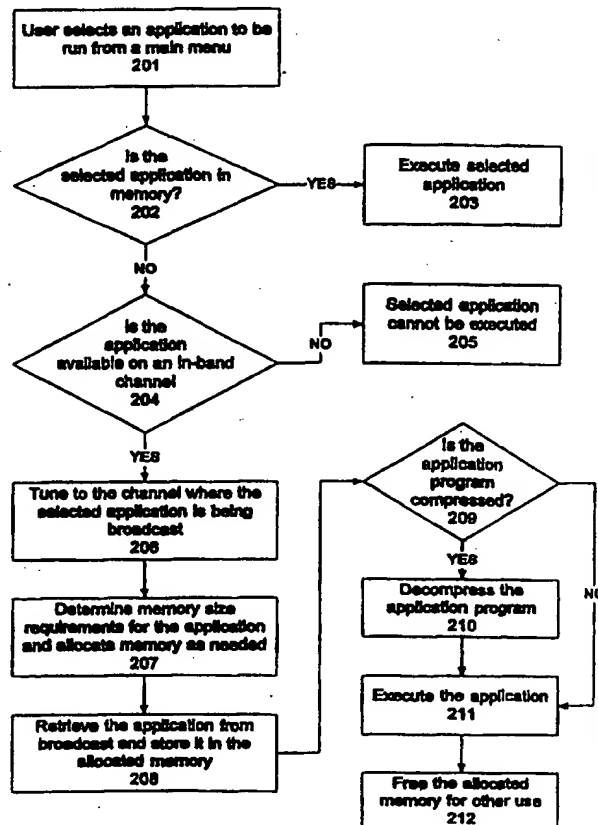 User selects an application to be
run from a main menu
201
Is the
selected application in
memory?
202
YES
Execute selected
application
203
NO
Is the
application
available on an in-band
channel
204
NO
Selected application
cannot be executed
205
YES
Tune to the channel where the
selected application is being
broadcast
206
Determine memory size
requirements for the application
and allocate memory as needed
207
Retrieve the application from
broadcast and store it in the
allocated memory
208
Is the
application
program
compressed?
209
YES
NO
Decompress the
application program
210
Execute the application
211
Free the allocated
memory for other use
212